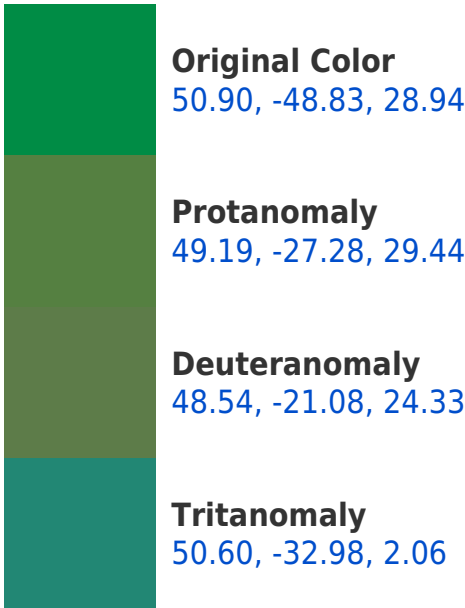 Original Color
50.90, -48.83, 28.94
Protanomaly
49.19, -27.28, 29.44
Deuteranomaly
48.54, -21.08, 24.33
Tritanomaly
50.60, -32.98, 2.06